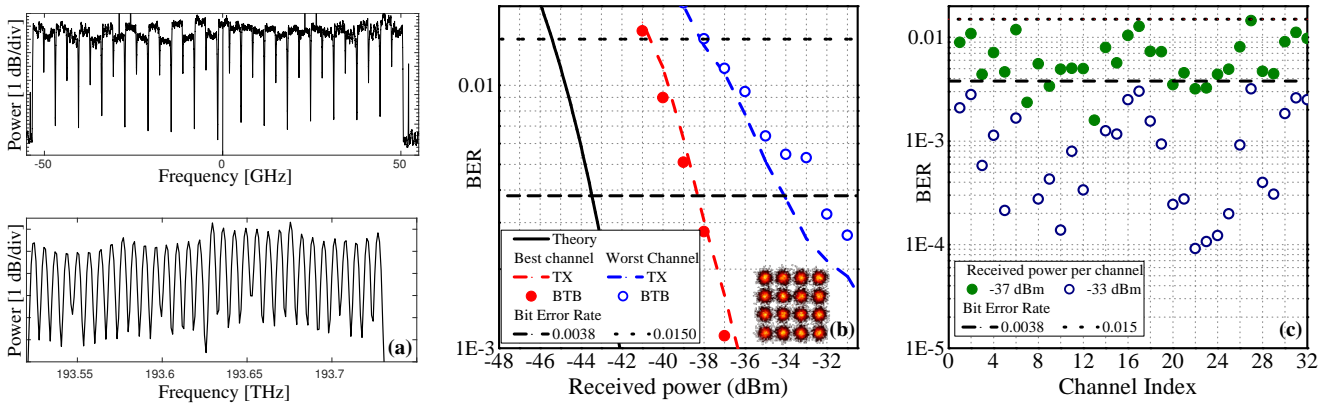 Power [1 dB/div]
-50
0
50
Frequency [GHz]
Power [1 dB/div]
(a)
193.55
193.6
193.65
193.7
Frequency [THz]
BER
0.01
1E-3
Theory
Best channel
Worst Channel
TX
TX
BTB
BTB
Bit Error Rate
0.0038
0.0150
(b)
-48
-46
-44
-42
-40
-38
-36
-34
-32
Received power (dBm)
BER
0.01
1E-3
1E-4
1E-5
Received power per channel
-37 dBm
-33 dBm
Bit Error Rate
0.0038
0.015
(c)
0
4
8
12
16
20
24
28
32
Channel Index